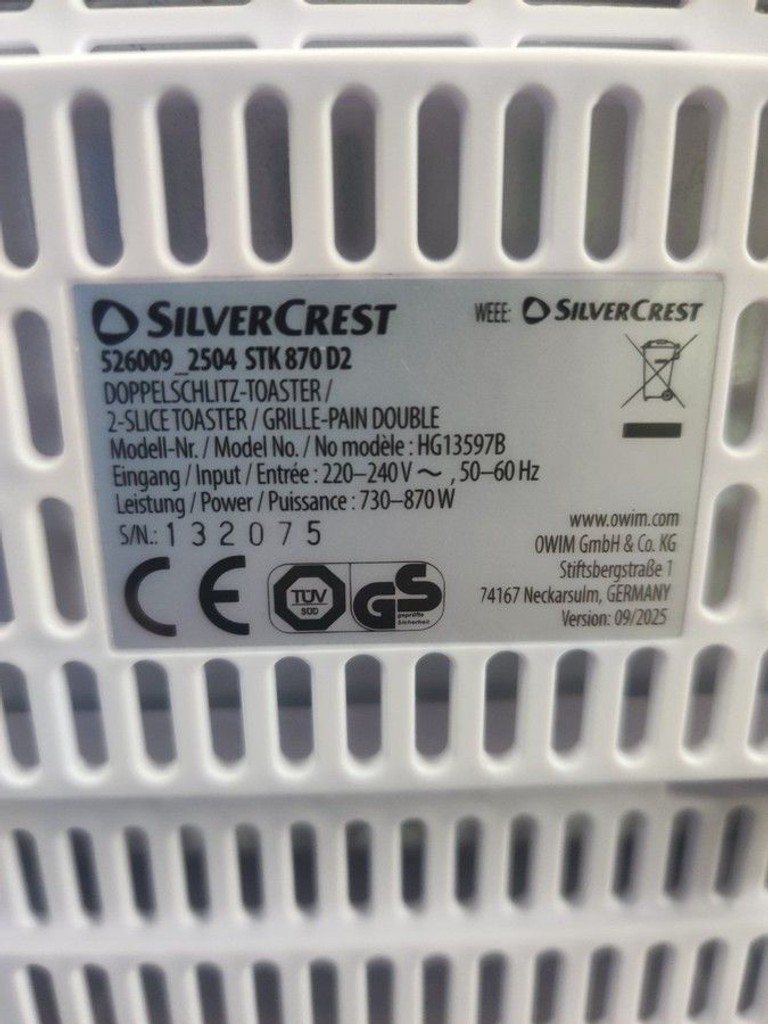 SILVERCREST
WEEE: SILVERCREST
526009_2504 STK 870 D2
DOPPELSCHLITZ-TOASTER /
2-SLICE TOASTER / GRILLE-PAIN DOUBLE
Modell-Nr. / Model No. / No modèle : HG13597B
Eingang / Input / Entrée : 220–240 V ～ , 50–60 Hz
Leistung / Power / Puissance : 730–870 W
S/N.: 132075
CE
TÜV
SÜD
GS
geprüfte
Sicherheit
www.owim.com
OWIM GmbH & Co. KG
Stiftsbergstraße 1
74167 Neckarsulm, GERMANY
Version: 09/2025